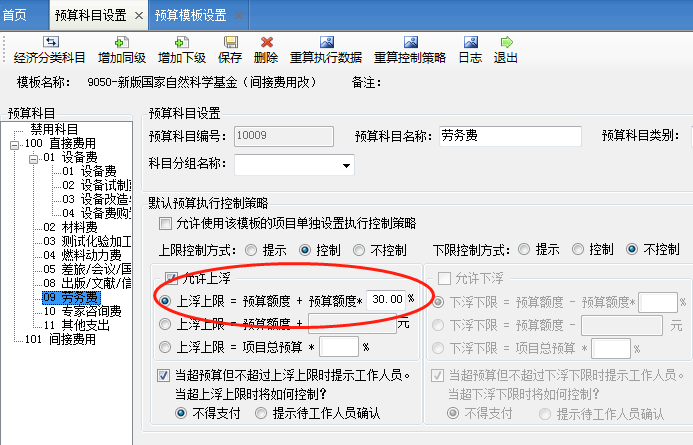 首页 预算科目设置 × 预算模板设置 ×
经济分类科目 增加同级 增加下级 保存 删除 重算执行数据 重算控制策略 日志 退出
模板名称: 9050-新版国家自然科学基金（间接费用改） 备注:
预算科目
禁用科目
100 直接费用
01 设备费
01 设备费
02 设备试制
03 设备改造
04 设备费购
02 材料费
03 测试化验加工
04 燃料动力费
05 差旅/会议/国
08 出版/文献/信
09 劳务费
10 专家咨询费
11 其他支出
101 间接费用
预算科目设置
预算科目编号: 10009 预算科目名称: 劳务费 预算科目类别:
科目分组名称:
默认预算执行控制策略
允许使用该模板的项目单独设置执行控制策略
上限控制方式: 提示 控制 不控制 下限控制方式: 提示 控制 不控制
允许上浮
上浮上限 = 预算额度 + 预算额度* 30.00 %
上浮上限 = 预算额度 + 元
上浮上限 = 项目总预算 * %
当超预算但不超过上浮上限时提示工作人员。
当超上浮上限时将如何控制?
不得支付 提示待工作人员确认
允许下浮
下浮下限 = 预算额度 - 预算额度* %
下浮下限 = 预算额度 - 元
下浮下限 = 项目总预算 * %
当超预算但不超过下浮下限时提示工作人员。
当超下浮下限时将如何控制?
不得支付 提示待工作人员确认